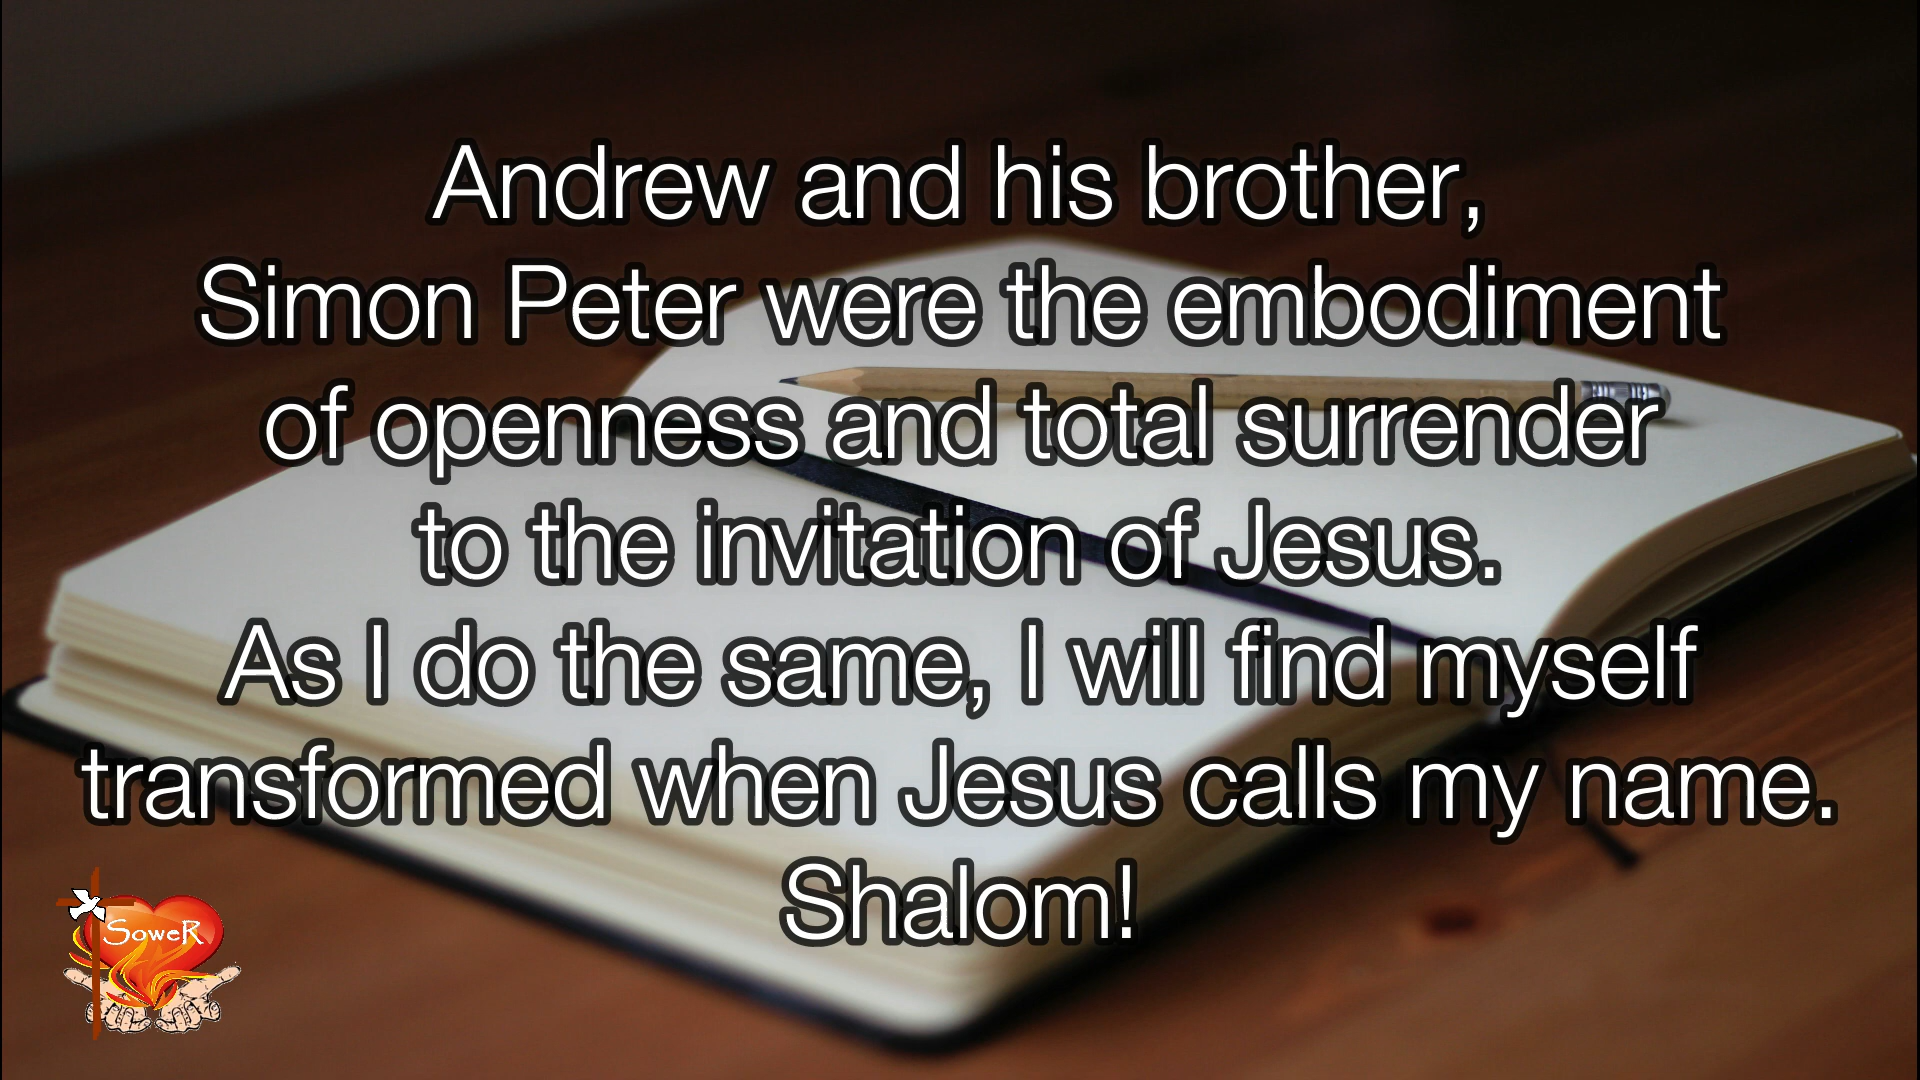 Andrew and his brother,
Simon Peter were the embodiment
of openness and total surrender
to the invitation of Jesus.
As I do the same, I will find myself
transformed when Jesus calls my name.
Shalom!
SoweR